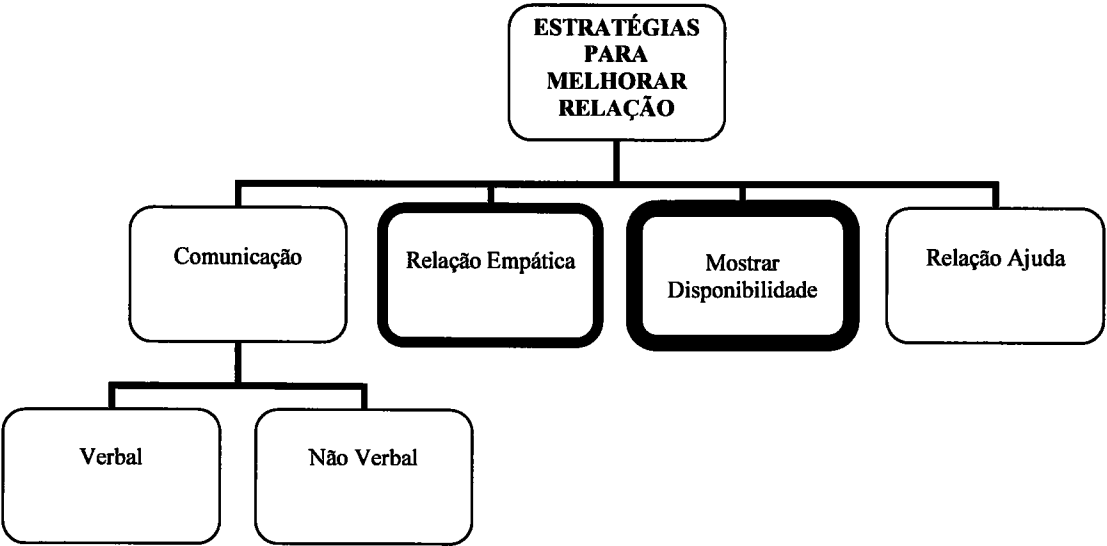 ESTRATÉGIAS
PARA
MELHORAR
RELAÇÃO
Comunicação
Relação Empática
Mostrar
Disponibilidade
Relação Ajuda
Verbal
Não Verbal